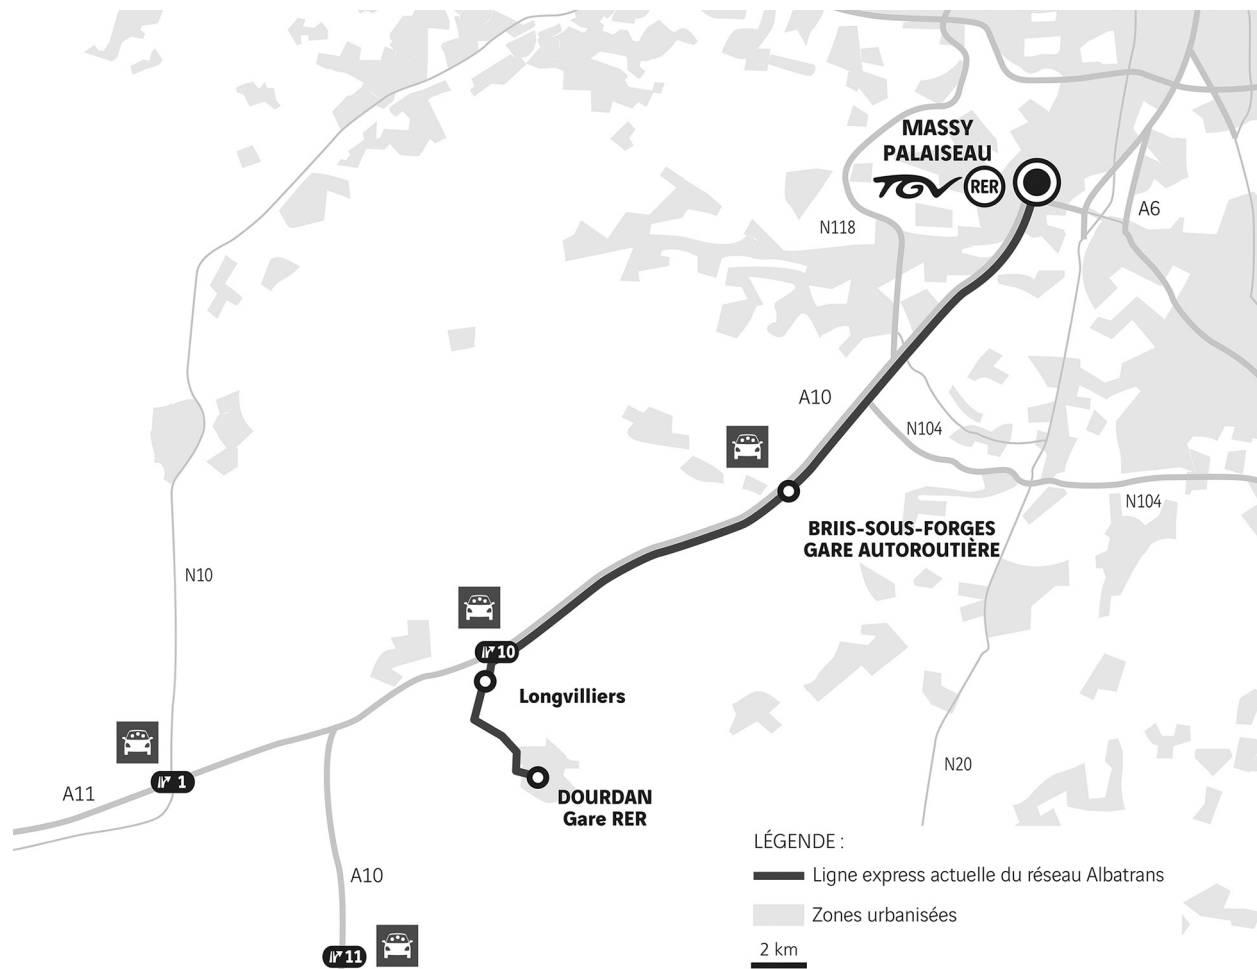 MASSY
PALAISEAU
TGV RER
A6
N118
A10
N104
N104
BRIIS-SOUS-FORGES
GARE AUTOROUTIÈRE
N10
10
Longvilliers
1
A11
DOURDAN
Gare RER
N20
A10
11
LÉGENDE :
Ligne express actuelle du réseau Albatrans
Zones urbanisées
2 km